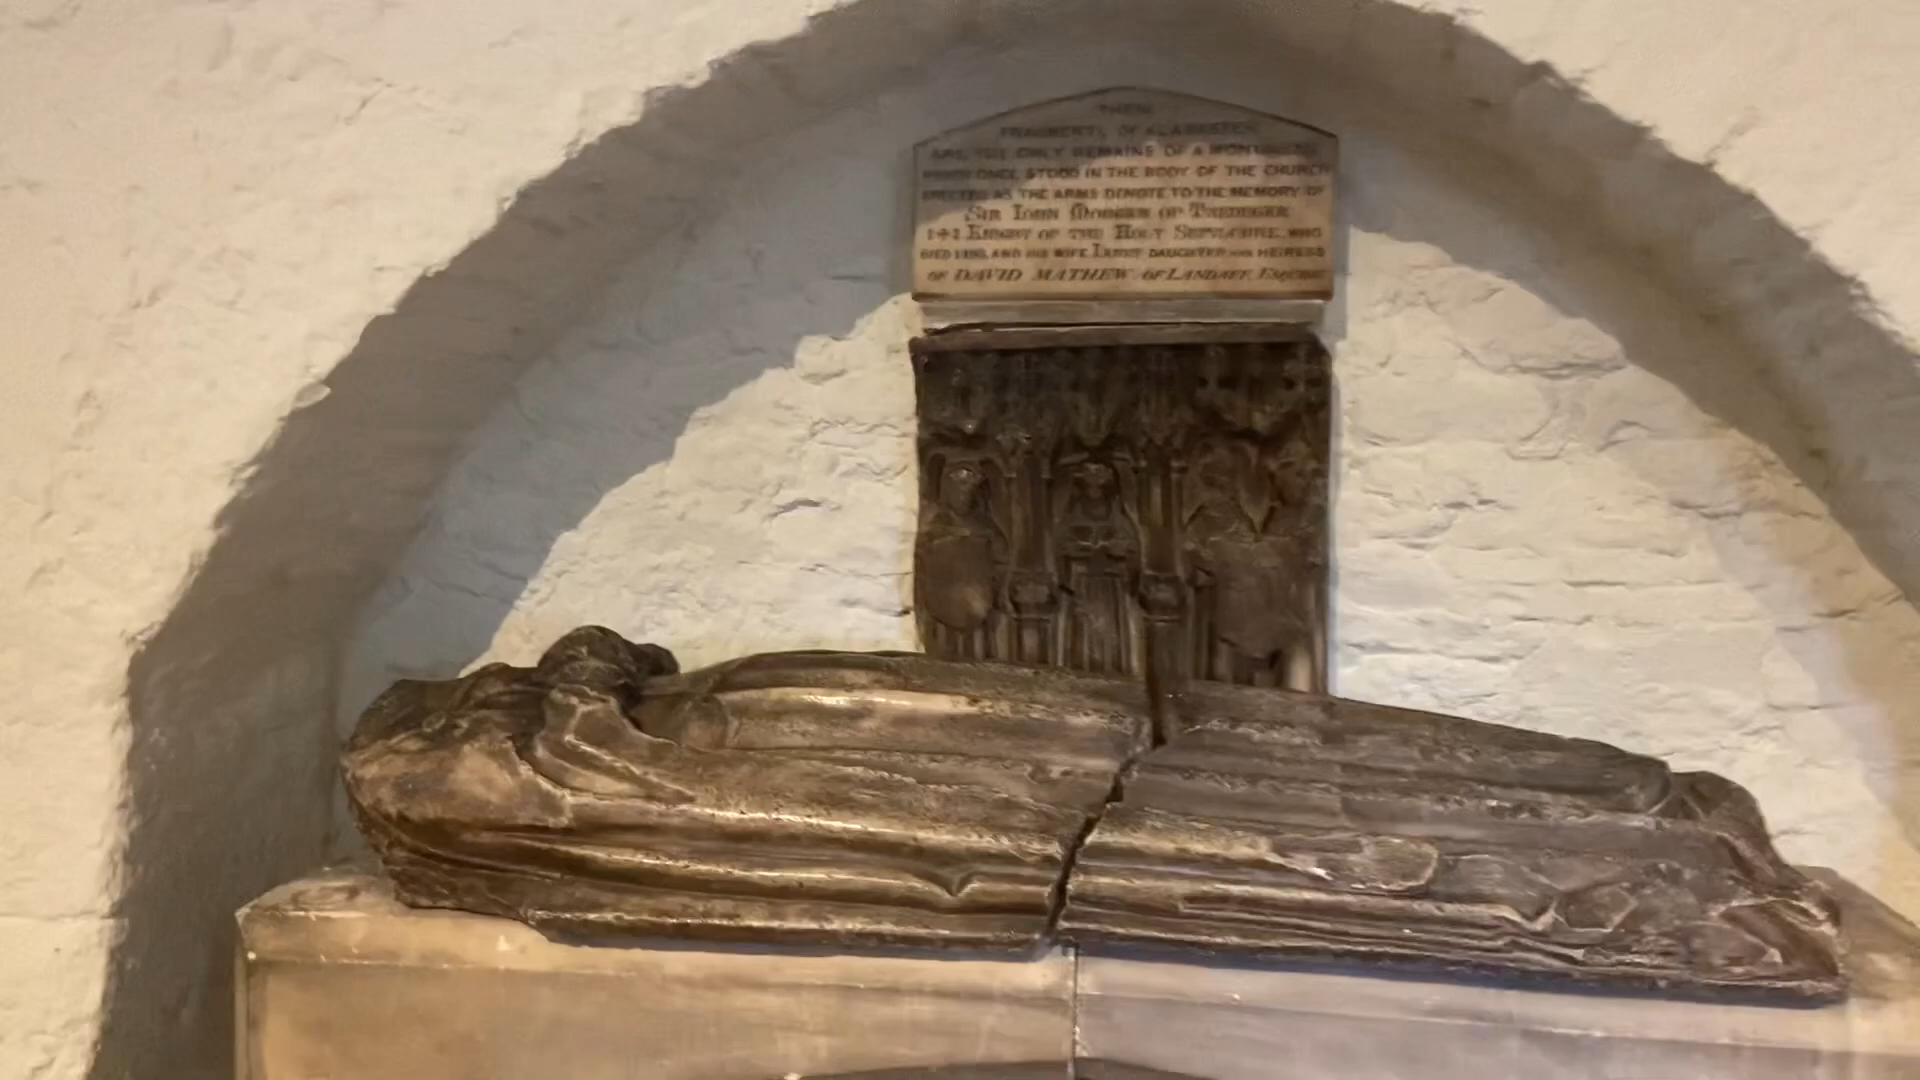 THESE
FRAGMENTS, OF ALABASTER,
ARE THE ONLY REMAINS OF A MONUMENT
WHICH ONCE STOOD IN THE BODY OF THE CHURCH
ERECTED AS THE ARMS DENOTE TO THE MEMORY OF
SIR IOHN MORGAN OF TREDEGAR
KNIGHT OF THE HOLY SEPULCHRE, WHO
DIED AND HIS WIFE DAUGHTER AND HEIRESS
OF DAVID MATHEW OF LANDAFF, ESQUIRE